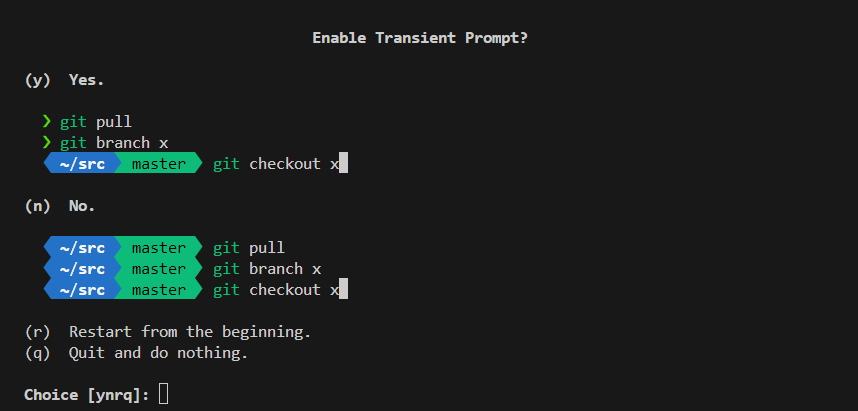 Enable Transient Prompt?
(y) Yes.
❯ git pull
❯ git branch x
~/src master git checkout x
(n) No.
~/src master git pull
~/src master git branch x
~/src master git checkout x
(r) Restart from the beginning.
(q) Quit and do nothing.
Choice [ynrq]: